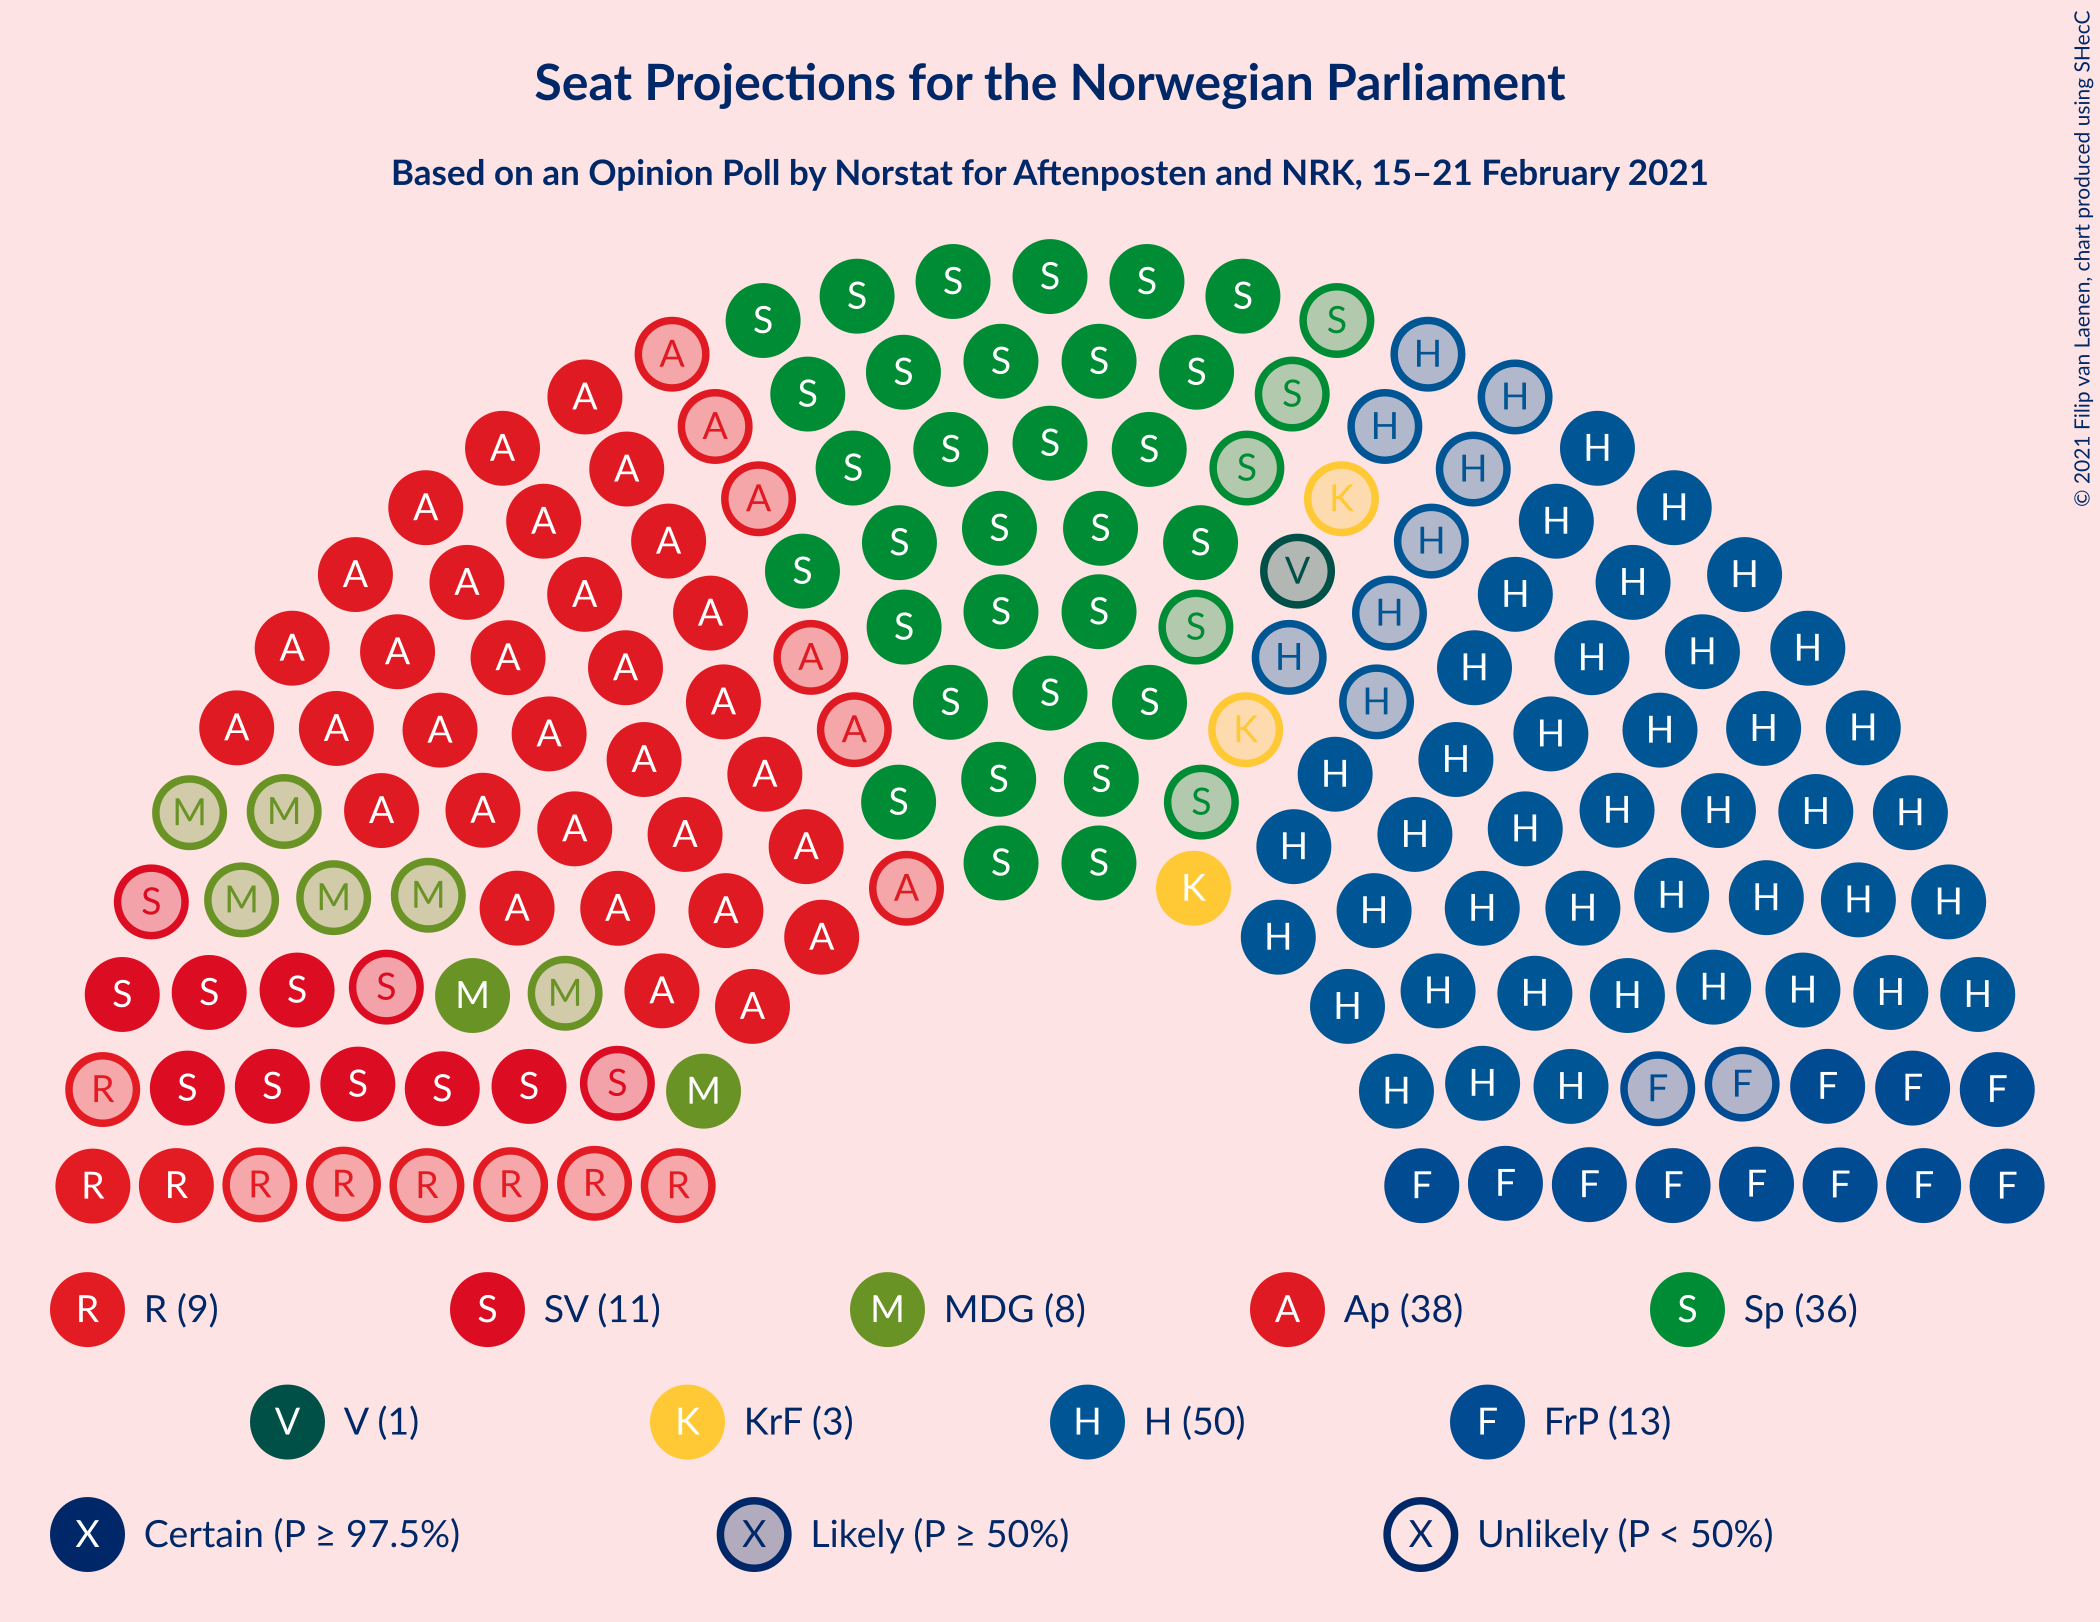 Seat Projections for the Norwegian Parliament
Based on an Opinion Poll by Norstat for Aftenposten and NRK, 15–21 February 2021
© 2021 Filip van Laenen, chart produced using SHecC
S S S S S S S
A S S S S S S H
A A S S S S S K H H
A A A S S S S S V H H H
A A A A S S S S H H H H
A A A A A S S S K H H H H
A A A A A S S S S H H H H H
M M A A A A A S S K H H H H H H H
S M M M A A A A A H H H H H H H H
S S S S M M A A H H H H H H H H
R S S S S S S M H H H F F F F F
R R R R R R R R F F F F F F F F
R R (9) S SV (11) M MDG (8) A Ap (38) S Sp (36)
V V (1) K KrF (3) H H (50) F FrP (13)
X Certain (P ≥ 97.5%) X Likely (P ≥ 50%) X Unlikely (P < 50%)